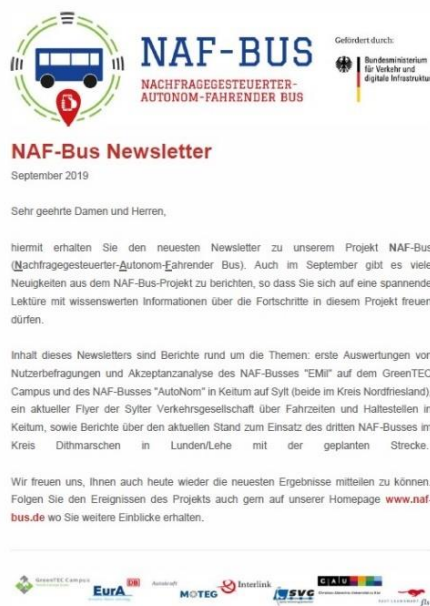 NAF-BUS
NACHFRAGEGESTEUERTER-
AUTONOM-FAHRENDER BUS
Gefördert durch:
Bundesministerium
für Verkehr und
digitale Infrastruktur
NAF-Bus Newsletter
September 2019
Sehr geehrte Damen und Herren,
hiermit erhalten Sie den neuesten Newsletter zu unserem Projekt NAF-Bus
(Nachfragegesteuerter-Autonom-Fahrender Bus). Auch im September gibt es viele
Neuigkeiten aus dem NAF-Bus-Projekt zu berichten, so dass Sie sich auf eine spannende
Lektüre mit wissenswerten Informationen über die Fortschritte in diesem Projekt freuen
dürfen.
Inhalt dieses Newsletters sind Berichte rund um die Themen: erste Auswertungen von
Nutzerbefragungen und Akzeptanzanalyse des NAF-Busses "EMil" auf dem GreenTEC
Campus und des NAF-Busses "AutoNom" in Keitum auf Sylt (beide im Kreis Nordfriesland),
ein aktueller Flyer der Sylter Verkehrsgesellschaft über Fahrzeiten und Haltestellen in
Keitum, sowie Berichte über den aktuellen Stand zum Einsatz des dritten NAF-Busses im
Kreis Dithmarschen in Lunden/Lehe mit der geplanten Strecke.
Wir freuen uns, Ihnen auch heute wieder die neuesten Ergebnisse mitteilen zu können.
Folgen Sie den Ereignissen des Projekts auch gern auf unserer Homepage www.naf-
bus.de wo Sie weitere Einblicke erhalten.
GreenTEC Campus
EurA
DB
Autokraft
MOTEG
Interlink
SVG
CAU